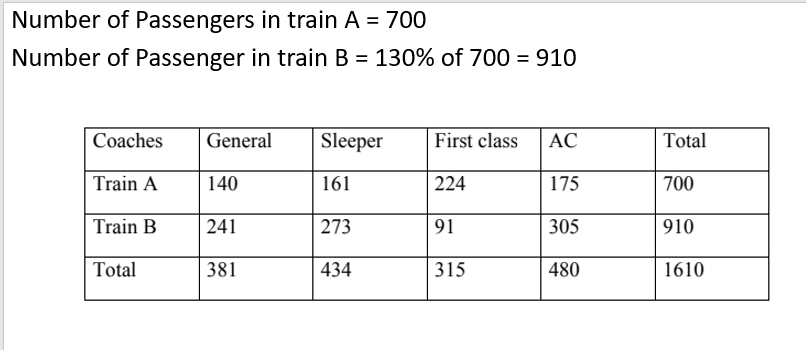 Number of Passengers in train A = 700
Number of Passenger in train B = 130% of 700 = 910
Coaches General Sleeper First class AC Total
Train A 140 161 224 175 700
Train B 241 273 91 305 910
Total 381 434 315 480 1610